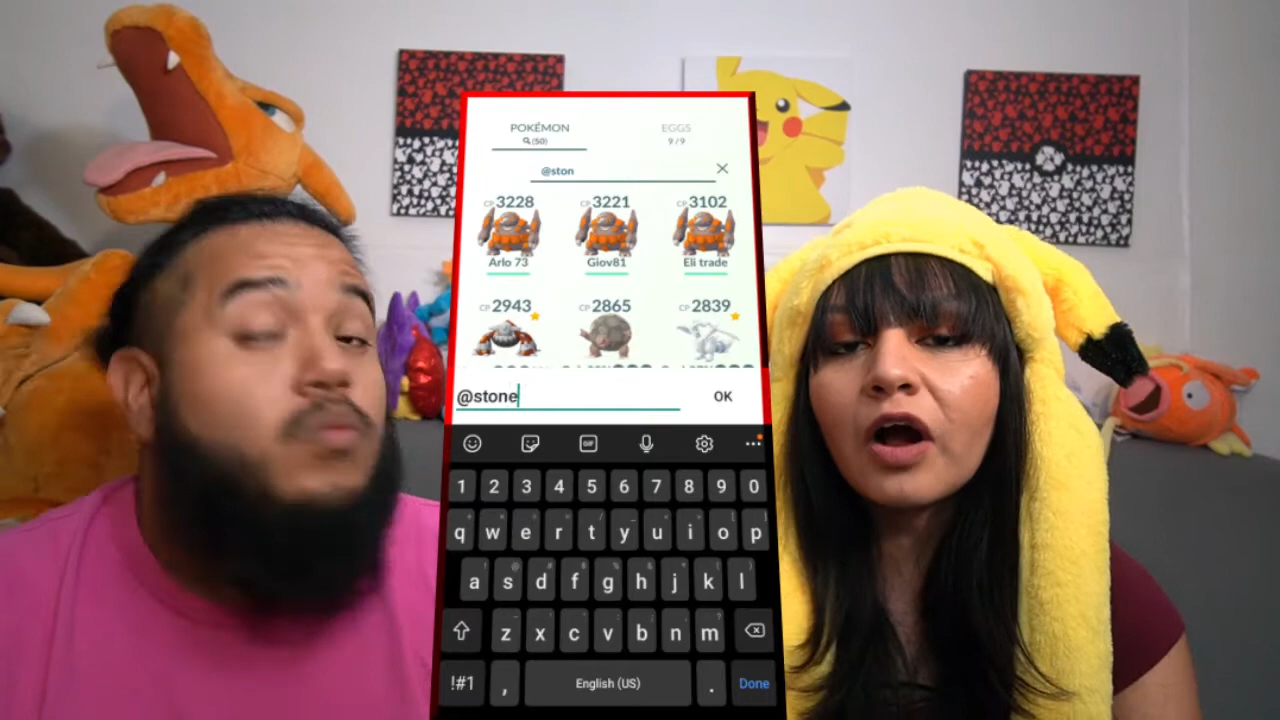 POKÉMON EGGS
(50) 9/9
@ston
CP3228 CP3221 CP3102
Arlo 73 Giov81 Eli trade
CP2943 CP2865 CP2839
@stone OK
GIF
1 2 3 4 5 6 7 8 9 0
q w e r t y u i o p
a s d f g h j k l
z x c v b n m
!#1 , English (US) . Done